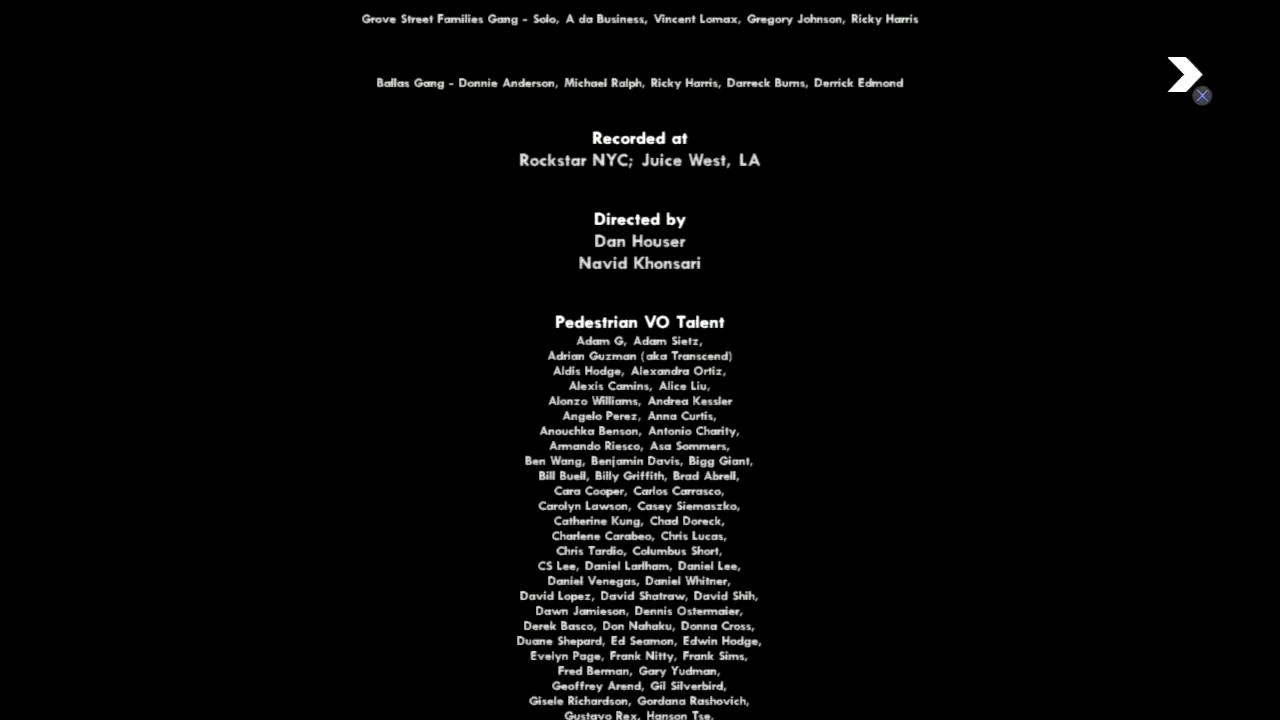 Grove Street Families Gang - Solo, A da Business, Vincent Lomax, Gregory Johnson, Ricky Harris
Ballas Gang - Donnie Anderson, Michael Ralph, Ricky Harris, Darreck Burns, Derrick Edmond
Recorded at
Rockstar NYC; Juice West, LA
Directed by
Dan Houser
Navid Khonsari
Pedestrian VO Talent
Adam G, Adam Sietz,
Adrian Guzman (aka Transcend)
Aldis Hodge, Alexandra Ortiz,
Alexis Camins, Alice Liu,
Alonzo Williams, Andrea Kessler
Angelo Perez, Anna Curtis,
Anouchka Benson, Antonio Charity,
Armando Riesco, Asa Sommers,
Ben Wang, Benjamin Davis, Bigg Giant,
Bill Buell, Billy Griffith, Brad Abrell,
Cara Cooper, Carlos Carrasco,
Carolyn Lawson, Casey Siemaszko,
Catherine Kung, Chad Doreck,
Charlene Carabeo, Chris Lucas,
Chris Tardio, Columbus Short,
CS Lee, Daniel Larlham, Daniel Lee,
Daniel Venegas, Daniel Whitner,
David Lopez, David Shatraw, David Shih,
Dawn Jamieson, Dennis Ostermaier,
Derek Basco, Don Nahaku, Donna Cross,
Duane Shepard, Ed Seamon, Edwin Hodge,
Evelyn Page, Frank Nitty, Frank Sims,
Fred Berman, Gary Yudman,
Geoffrey Arend, Gil Silverbird,
Gisele Richardson, Gordana Rashovich,
Gustavo Rex, Hanson Tse,